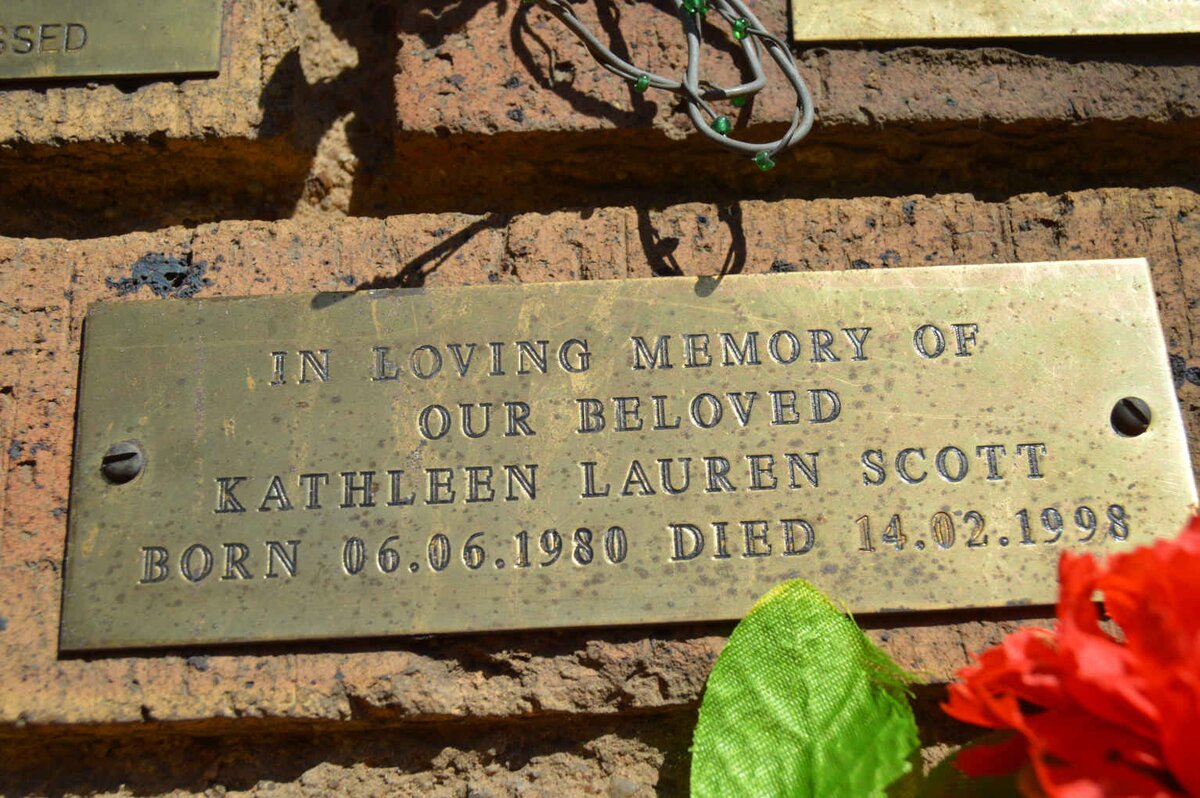 SSED
IN LOVING MEMORY OF
OUR BELOVED
KATHLEEN LAUREN SCOTT
BORN 06.06.1980 DIED 14.02.1998